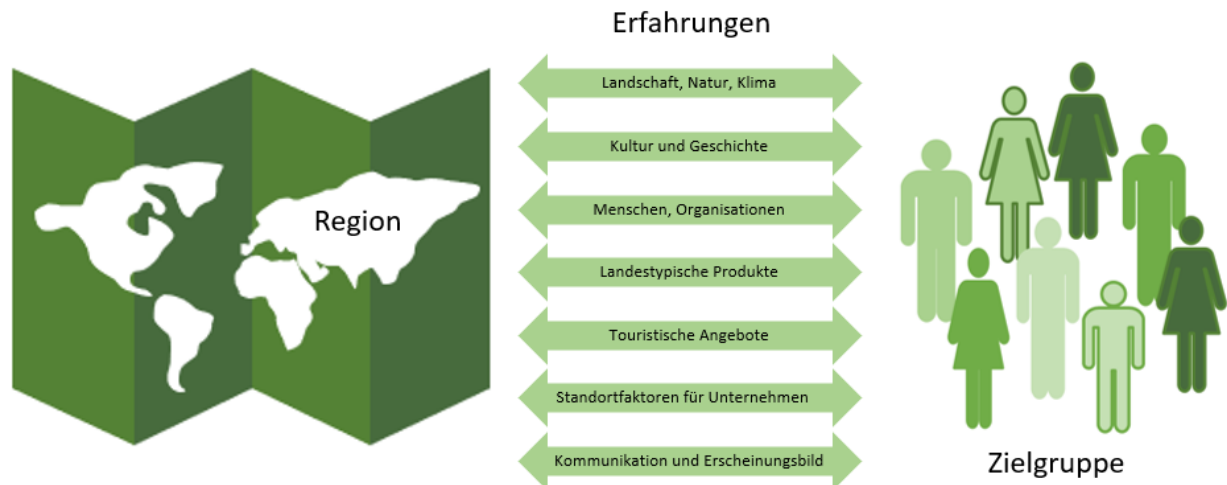 Erfahrungen
Region
Landschaft, Natur, Klima
Kultur und Geschichte
Menschen, Organisationen
Landestypische Produkte
Touristische Angebote
Standortfaktoren für Unternehmen
Kommunikation und Erscheinungsbild
Zielgruppe